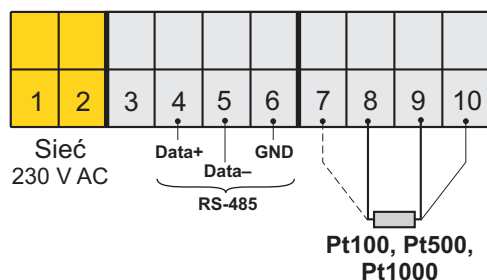 1 2 3 4 5 6 7 8 9 10
Sieć
230 V AC
Data+
Data–
GND
RS-485
Pt100, Pt500,
Pt1000